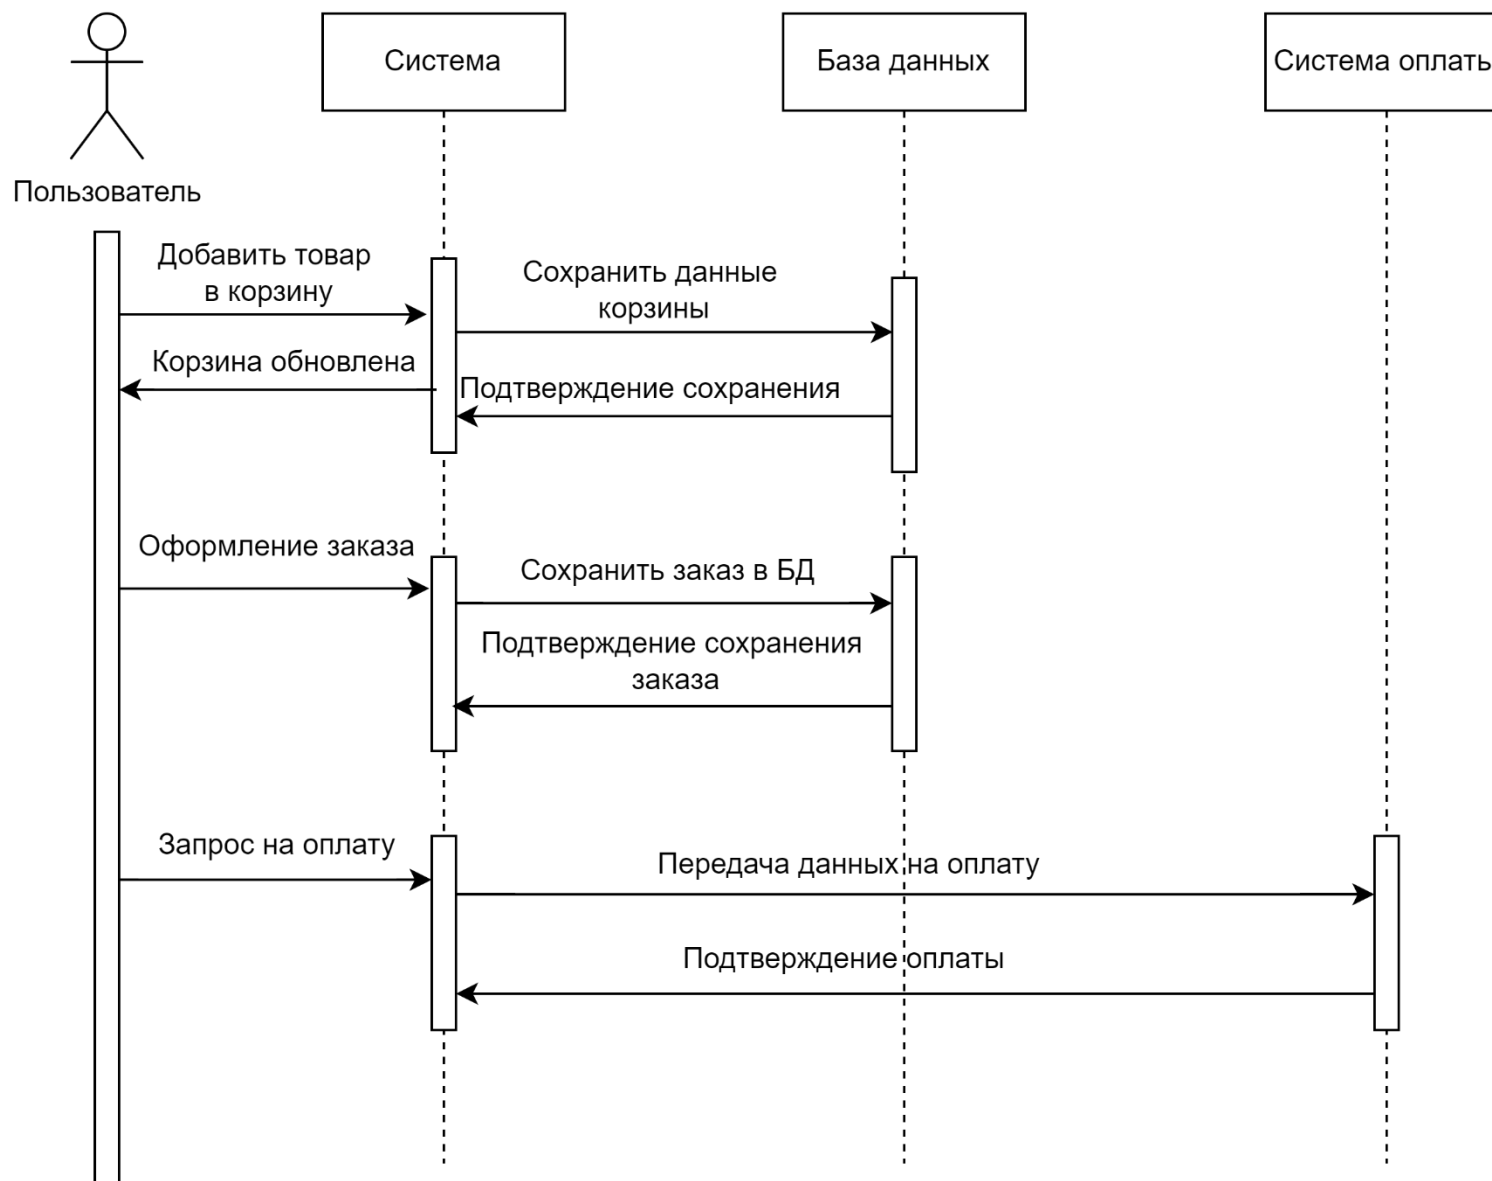 Система
База данных
Система оплаты
Пользователь
Добавить товар
в корзину
Сохранить данные
корзины
Корзина обновлена
Подтверждение сохранения
Оформление заказа
Сохранить заказ в БД
Подтверждение сохранения
заказа
Запрос на оплату
Передача данных на оплату
Подтверждение оплаты